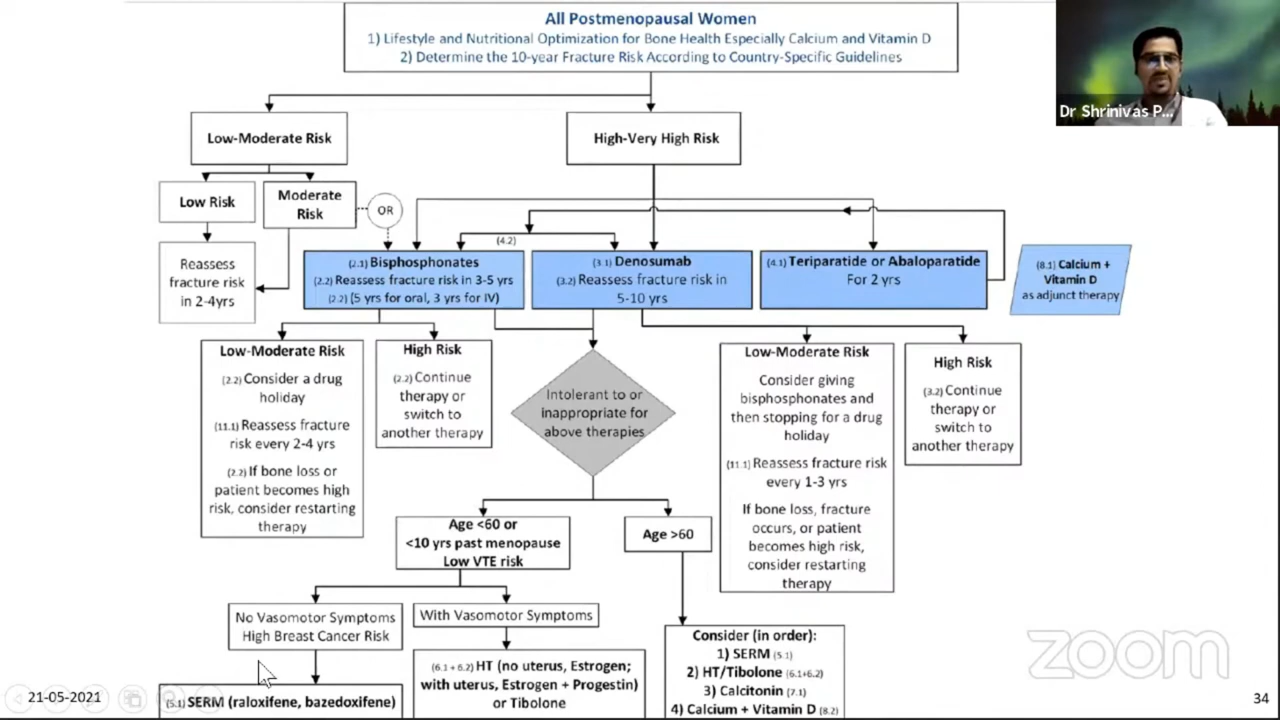 All Postmenopausal Women
1) Lifestyle and Nutritional Optimization for Bone Health Especially Calcium and Vitamin D
2) Determine the 10-year Fracture Risk According to Country-Specific Guidelines
Dr Shrinivas P...
Low-Moderate Risk
High-Very High Risk
Low Risk
Moderate
Risk
OR
Reassess
fracture risk
in 2-4yrs
(4.2)
(2.1) Bisphosphonates
(2.2) Reassess fracture risk in 3-5 yrs
(2.2) (5 yrs for oral, 3 yrs for IV)
(3.1) Denosumab
(3.2) Reassess fracture risk in
5-10 yrs
(4.1) Teriparatide or Abaloparatide
For 2 yrs
(8.1) Calcium +
Vitamin D
as adjunct therapy
Low-Moderate Risk
(2.2) Consider a drug
holiday
(11.1) Reassess fracture
risk every 2-4 yrs
(2.2) If bone loss or
patient becomes high
risk, consider restarting
therapy
High Risk
(2.2) Continue
therapy or
switch to
another therapy
Intolerant to or
inappropriate for
above therapies
Low-Moderate Risk
Consider giving
bisphosphonates and
then stopping for a drug
holiday
(11.1) Reassess fracture risk
every 1-3 yrs
If bone loss, fracture
occurs, or patient
becomes high risk,
consider restarting
therapy
High Risk
(3.2) Continue
therapy or
switch to
another therapy
Age <60 or
<10 yrs past menopause
Low VTE risk
Age >60
No Vasomotor Symptoms
High Breast Cancer Risk
With Vasomotor Symptoms
(5.1) SERM (raloxifene, bazedoxifene)
(6.1 + 6.2) HT (no uterus, Estrogen;
with uterus, Estrogen + Progestin)
or Tibolone
Consider (in order):
1) SERM (5.1)
2) HT/Tibolone (6.1+6.2)
3) Calcitonin (7.1)
4) Calcium + Vitamin D (8.2)
zoom
21-05-2021
34